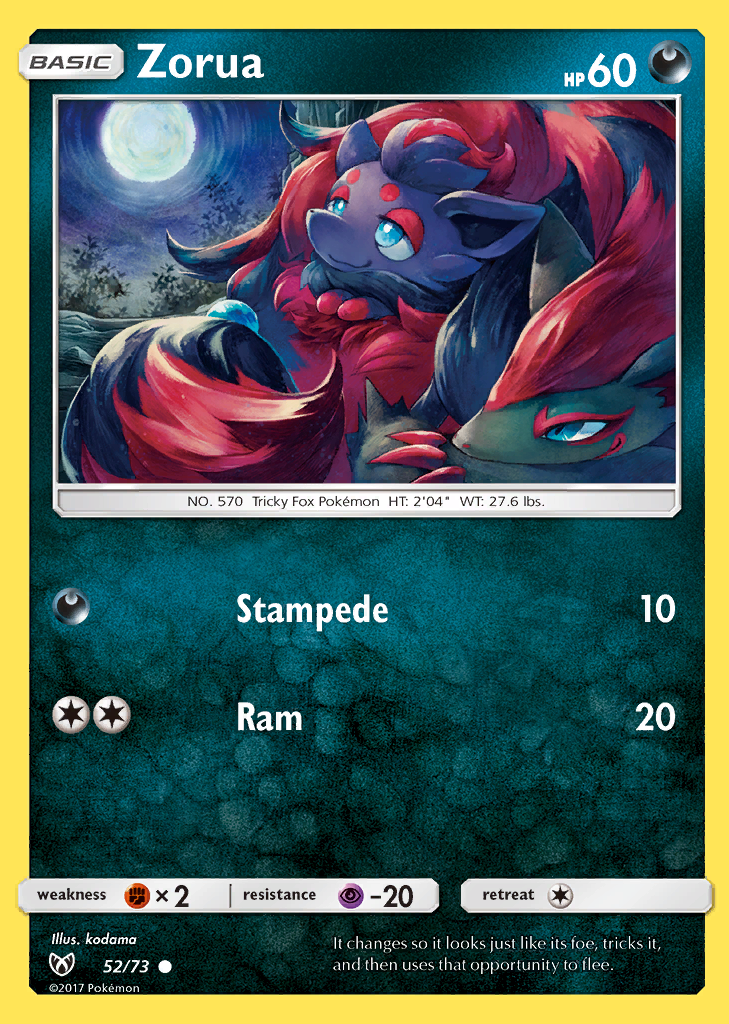 BASIC Zorua HP60
NO. 570 Tricky Fox Pokémon HT: 2'04" WT: 27.6 lbs.
Stampede 10
Ram 20
weakness ×2 resistance -20 retreat
Illus. kodama
52/73
©2017 Pokémon
It changes so it looks just like its foe, tricks it,
and then uses that opportunity to flee.